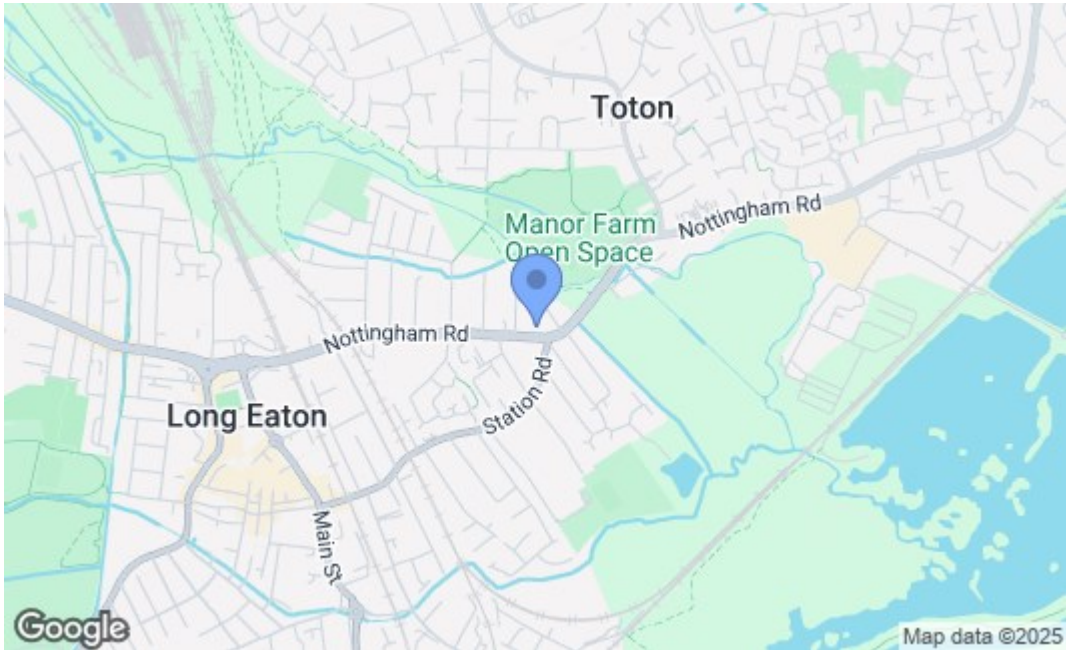 Toton
Manor Farm
Open Space
Nottingham Rd
Nottingham Rd
Station Rd
Long Eaton
Main St
Google
Map data ©2025